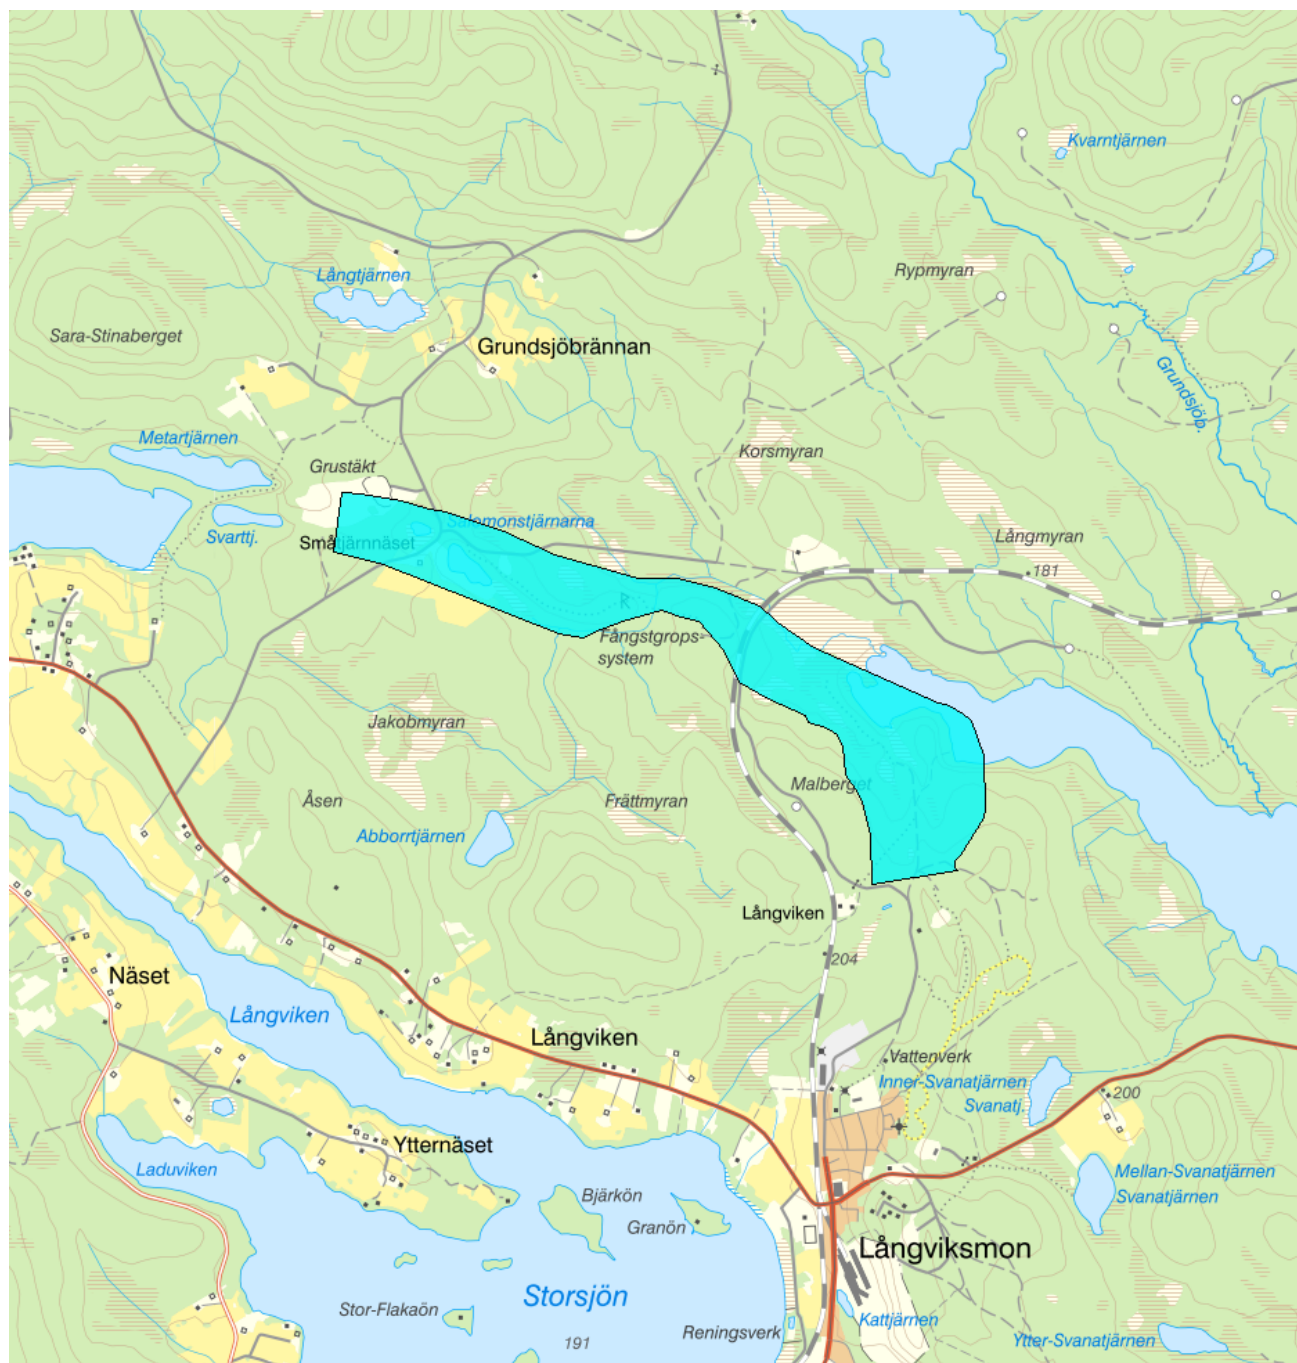 Kvarntjärnen
Rypmyran
Långtjärnen
Sara-Stinaberget
Grundsjöbrännan
Grundsjöb.
Metartjärnen
Korsmyran
Grustäkt
Salomonstjärnarna
Svarttj.
Småtjärnnäset
Långmyran
181
R
Fångstgrops-
system
Jakobmyran
Malberget
Åsen
Frättmyran
Abborrtjärnen
Långviken
204
Näset
Långviken
Långviken
Vattenverk
Inner-Svanatjärnen
Svanatj.
200
Ytternäset
Laduviken
Mellan-Svanatjärnen
Svanatjärnen
Bjärkön
Granön
Långviksmon
Storsjön
Stor-Flakaön
Kattjärnen
Reningsverk
191
Ytter-Svanatjärnen